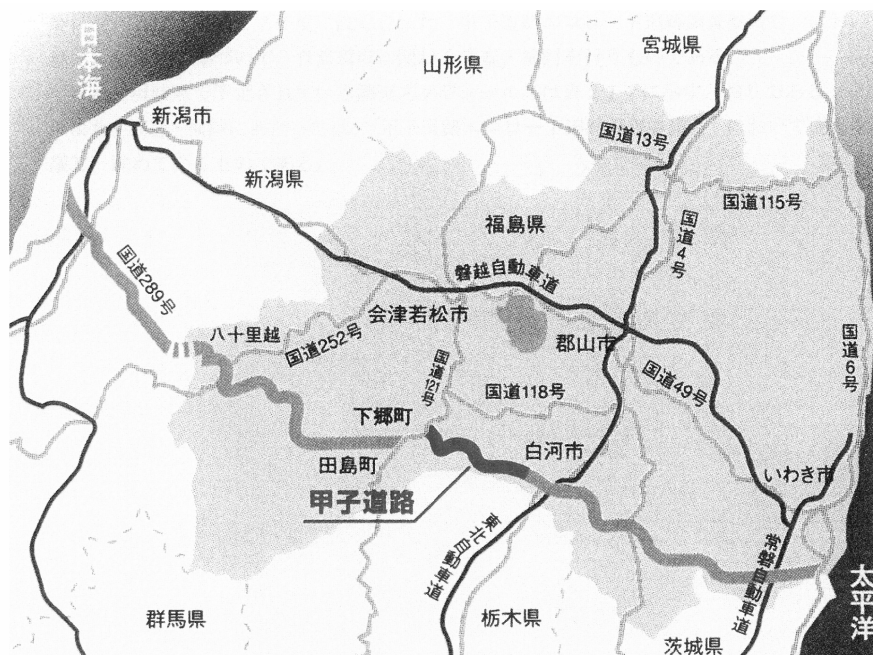 日本海
新潟市
新潟県
山形県
宮城県
国道13号
国道115号
福島県
国道4号
国道289号
磐越自動車道
八十里越
国道252号
会津若松市
郡山市
国道6号
国道121号
国道118号
国道49号
下郷町
田島町
白河市
いわき市
甲子道路
東北自動車道
常磐自動車道
太平洋
群馬県
栃木県
茨城県